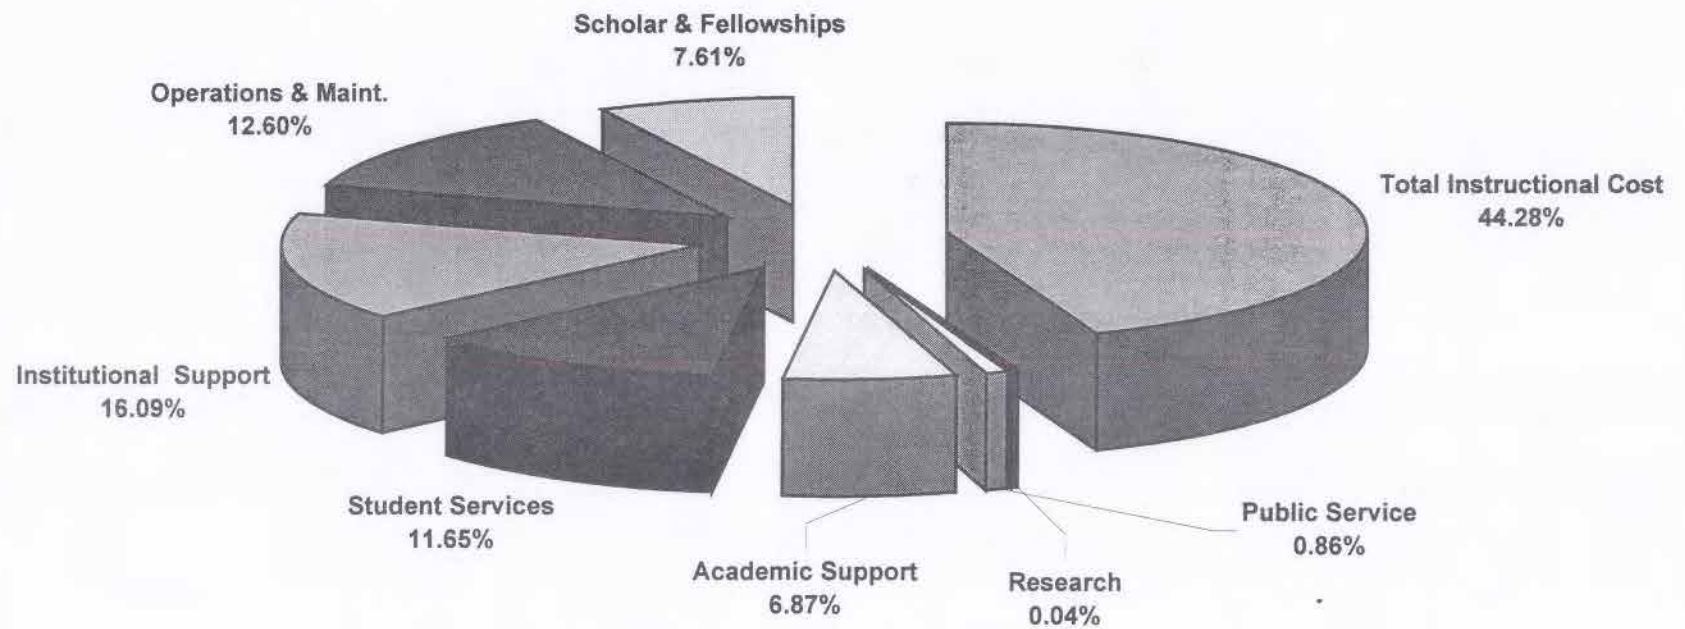 Scholar & Fellowships
7.61%
Operations & Maint.
12.60%
Total Instructional Cost
44.28%
Institutional Support
16.09%
Student Services
11.65%
Public Service
0.86%
Academic Support
6.87%
Research
0.04%